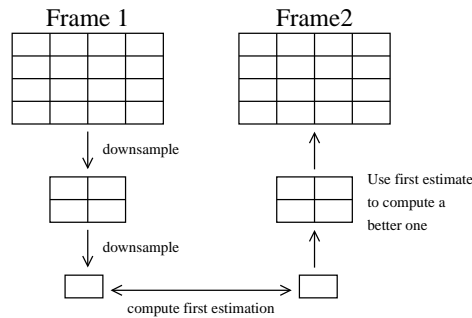 Frame 1
Frame2
downsample
Use first estimate
to compute a
better one
downsample
compute first estimation